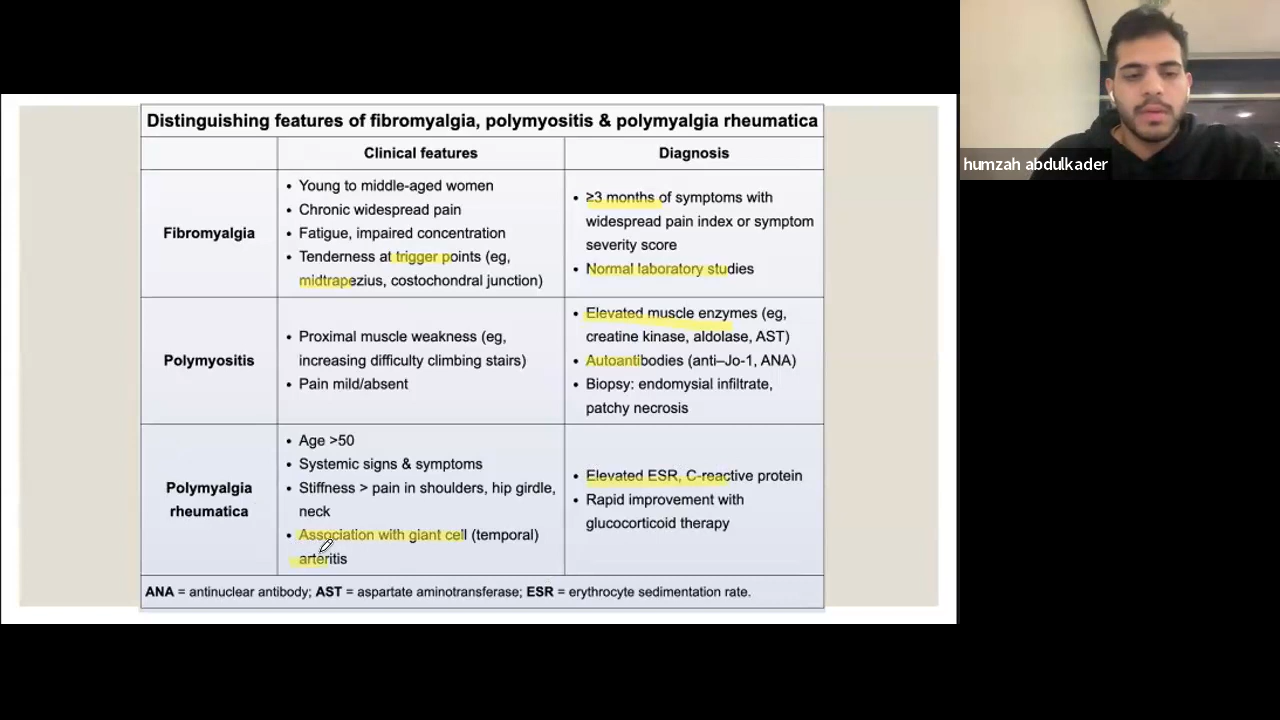 Distinguishing features of fibromyalgia, polymyositis & polymyalgia rheumatica
Clinical features
Diagnosis
Fibromyalgia
• Young to middle-aged women
• Chronic widespread pain
• Fatigue, impaired concentration
• Tenderness at trigger points (eg,
midtrapezius, costochondral junction)
• ≥3 months of symptoms with
widespread pain index or symptom
severity score
• Normal laboratory studies
Polymyositis
• Proximal muscle weakness (eg,
increasing difficulty climbing stairs)
• Pain mild/absent
• Elevated muscle enzymes (eg,
creatine kinase, aldolase, AST)
• Autoantibodies (anti–Jo-1, ANA)
• Biopsy: endomysial infiltrate,
patchy necrosis
Polymyalgia
rheumatica
• Age >50
• Systemic signs & symptoms
• Stiffness > pain in shoulders, hip girdle,
neck
• Association with giant cell (temporal)
arteritis
• Elevated ESR, C-reactive protein
• Rapid improvement with
glucocorticoid therapy
ANA = antinuclear antibody; AST = aspartate aminotransferase; ESR = erythrocyte sedimentation rate.
humzah abdulkader